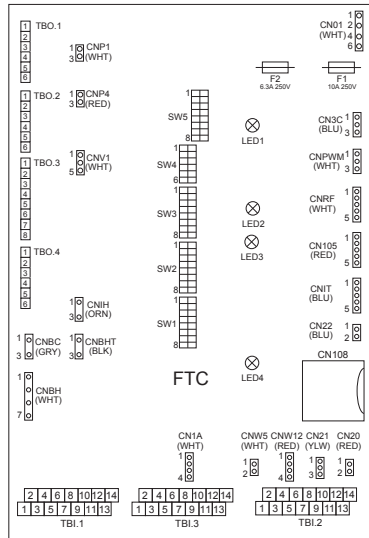 TBO.1
1
2
3
4
5
6
1
3
CNP1
(WHT)
TBO.2
1
2
3
4
5
6
1
3
CNP4
(RED)
TBO.3
1
2
3
4
5
6
7
8
1
5
CNV1
(WHT)
TBO.4
1
2
3
4
5
6
1
3
CNIH
(ORN)
1
3
CNBC
(GRY)
1
3
CNBHT
(BLK)
1
7
CNBH
(WHT)
SW5
1
8
SW4
1
6
SW3
1
8
SW2
1
8
SW1
1
8
FTC
LED1
LED2
LED3
LED4
1
2
4
6
CN01
(WHT)
F2
6.3A 250V
F1
10A 250V
CN3C
(BLU)
1
3
CNPWM
(WHT)
1
3
CNRF
(WHT)
1
5
CN105
(RED)
1
5
CNIT
(BLU)
1
5
CN22
(BLU)
1
2
CN108
CN1A
(WHT)
1
4
CNW5
(WHT)
1
2
CNW12
(RED)
1
4
CN21
(YLW)
1
3
CN20
(RED)
1
2
2 4 6 8 10 12 14
1 3 5 7 9 11 13
TBI.1
2 4 6 8 10 12 14
1 3 5 7 9 11 13
TBI.3
2 4 6 8 10 12 14
1 3 5 7 9 11 13
TBI.2